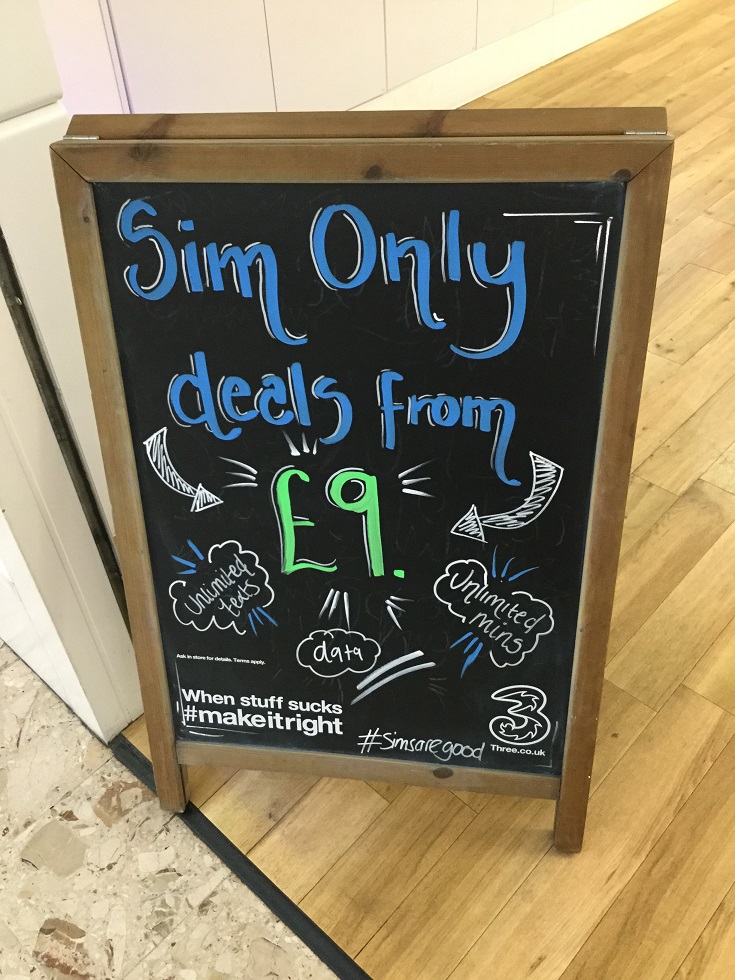 Sim Only
deals from
£9.
Unlimited
texts
Unlimited
mins
data
Ask in store for details. Terms apply.
When stuff sucks
#makeitright
#Simsaregood
3
Three.co.uk